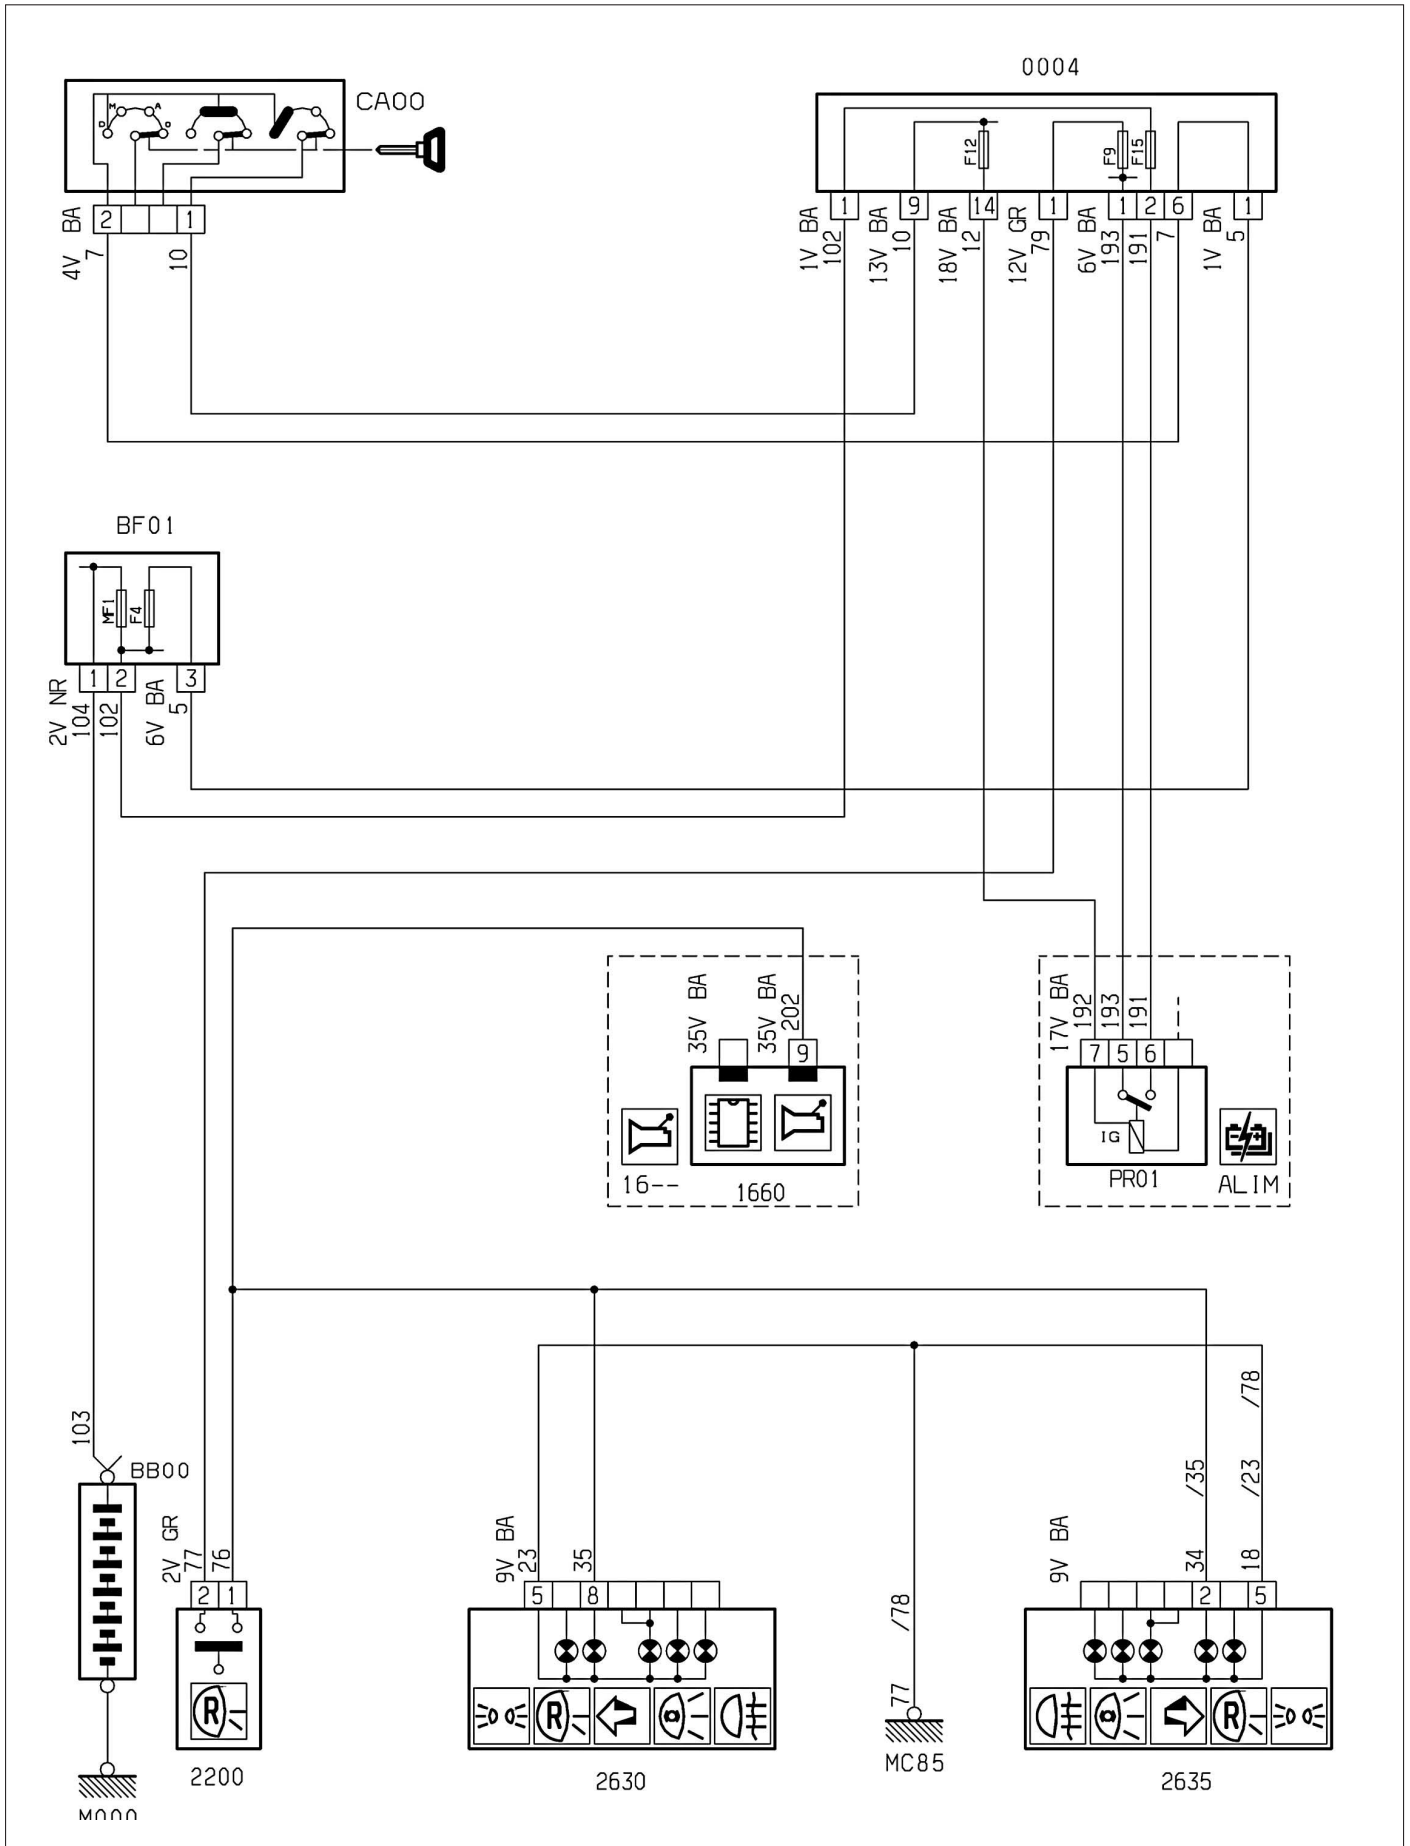 0004
CA00
M
A
D
O
F12
F9
F15
2
1
1
9
14
1
1
2
6
1
4V BA
7
10
1V BA
102
13V BA
10
18V BA
12
12V GR
79
6V BA
193
191
7
1V BA
5
BF01
MF1
F4
1
2
3
2V NR
104
102
6V BA
5
35V BA
35V BA
202
9
17V BA
192
193
191
7
5
6
IG
16--
1660
PR01
ALIM
103
BB00
/78
/35
/23
2V GR
77
76
9V BA
23
35
9V BA
34
18
2
1
5
8
2
5
/78
77
R
R
R
MC85
2200
2630
2635
M000